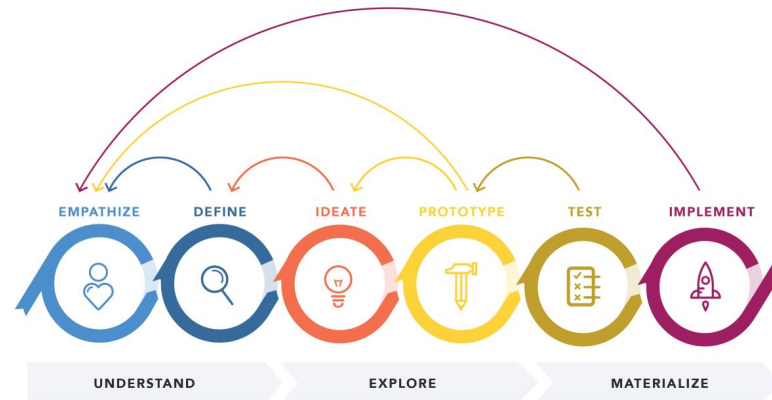 EMPATHIZE
DEFINE
IDEATE
PROTOTYPE
TEST
IMPLEMENT
UNDERSTAND
EXPLORE
MATERIALIZE